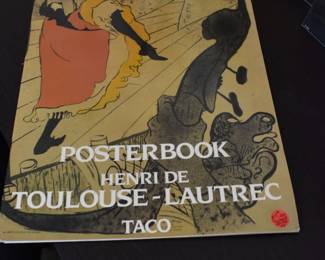 POSTERBOOK
HENRI DE
TOULOUSE-LAUTREC
TACO